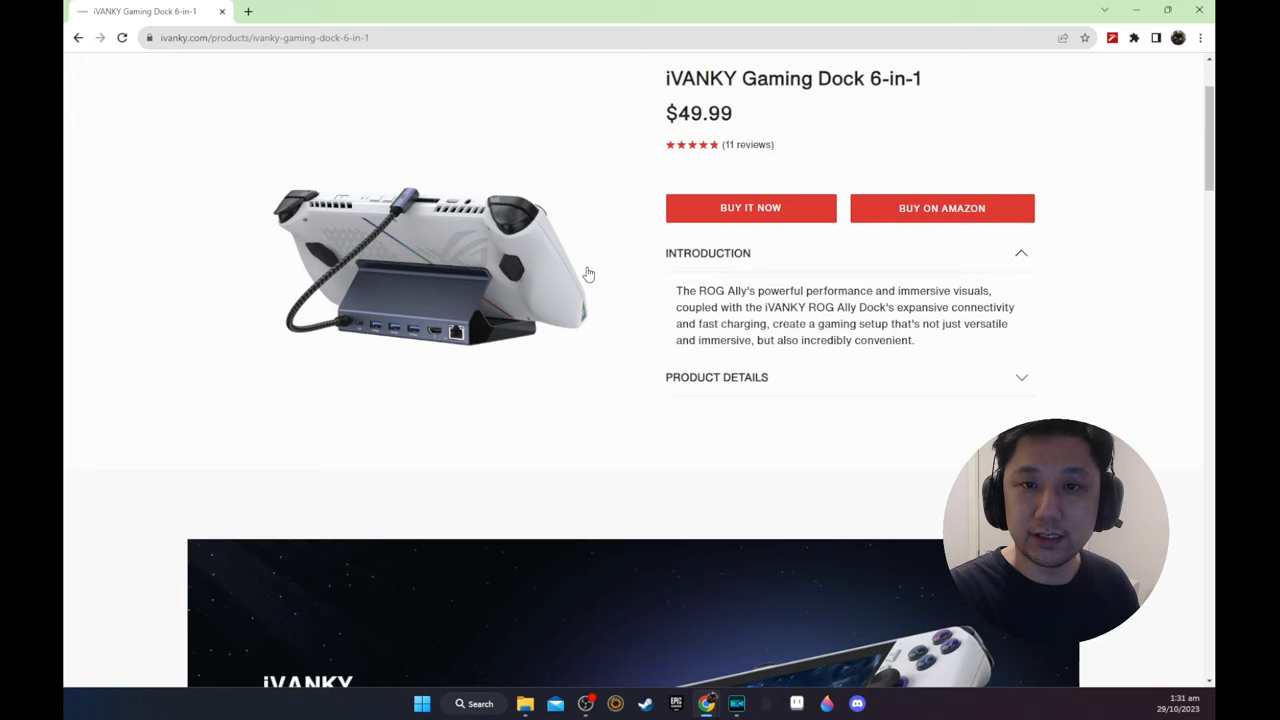 iVANKY Gaming Dock 6-in-1
ivanky.com/products/ivanky-gaming-dock-6-in-1
iVANKY Gaming Dock 6-in-1
$49.99
(11 reviews)
BUY IT NOW
BUY ON AMAZON
INTRODUCTION
The ROG Ally's powerful performance and immersive visuals,
coupled with the iVANKY ROG Ally Dock's expansive connectivity
and fast charging, create a gaming setup that's not just versatile
and immersive, but also incredibly convenient.
PRODUCT DETAILS
iVANKY
Search
EPIC
1:31 am
29/10/2023